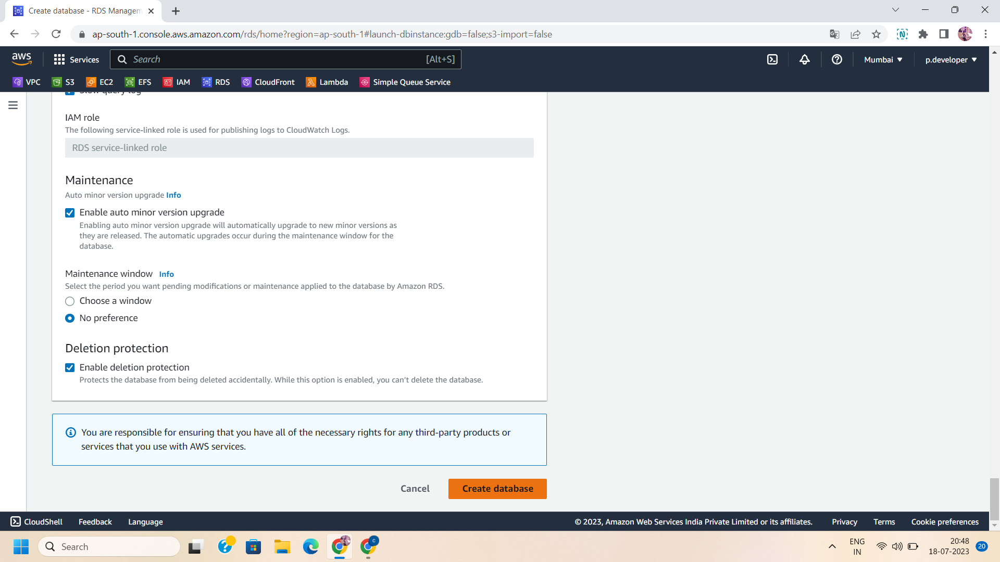 Create database - RDS Managem
ap-south-1.console.aws.amazon.com/rds/home?region=ap-south-1#launch-dbinstance:gdb=false;s3-import=false
aws
Services
Search
[Alt+S]
Mumbai
p.developer
VPC
S3
EC2
EFS
IAM
RDS
CloudFront
Lambda
Simple Queue Service
Slow query log
IAM role
The following service-linked role is used for publishing logs to CloudWatch Logs.
RDS service-linked role
Maintenance
Auto minor version upgrade Info
Enable auto minor version upgrade
Enabling auto minor version upgrade will automatically upgrade to new minor versions as
they are released. The automatic upgrades occur during the maintenance window for the
database.
Maintenance window Info
Select the period you want pending modifications or maintenance applied to the database by Amazon RDS.
Choose a window
No preference
Deletion protection
Enable deletion protection
Protects the database from being deleted accidentally. While this option is enabled, you can't delete the database.
You are responsible for ensuring that you have all of the necessary rights for any third-party products or
services that you use with AWS services.
Cancel
Create database
CloudShell
Feedback
Language
© 2023, Amazon Web Services India Private Limited or its affiliates.
Privacy
Terms
Cookie preferences
Search
ENG
IN
20:48
18-07-2023
20